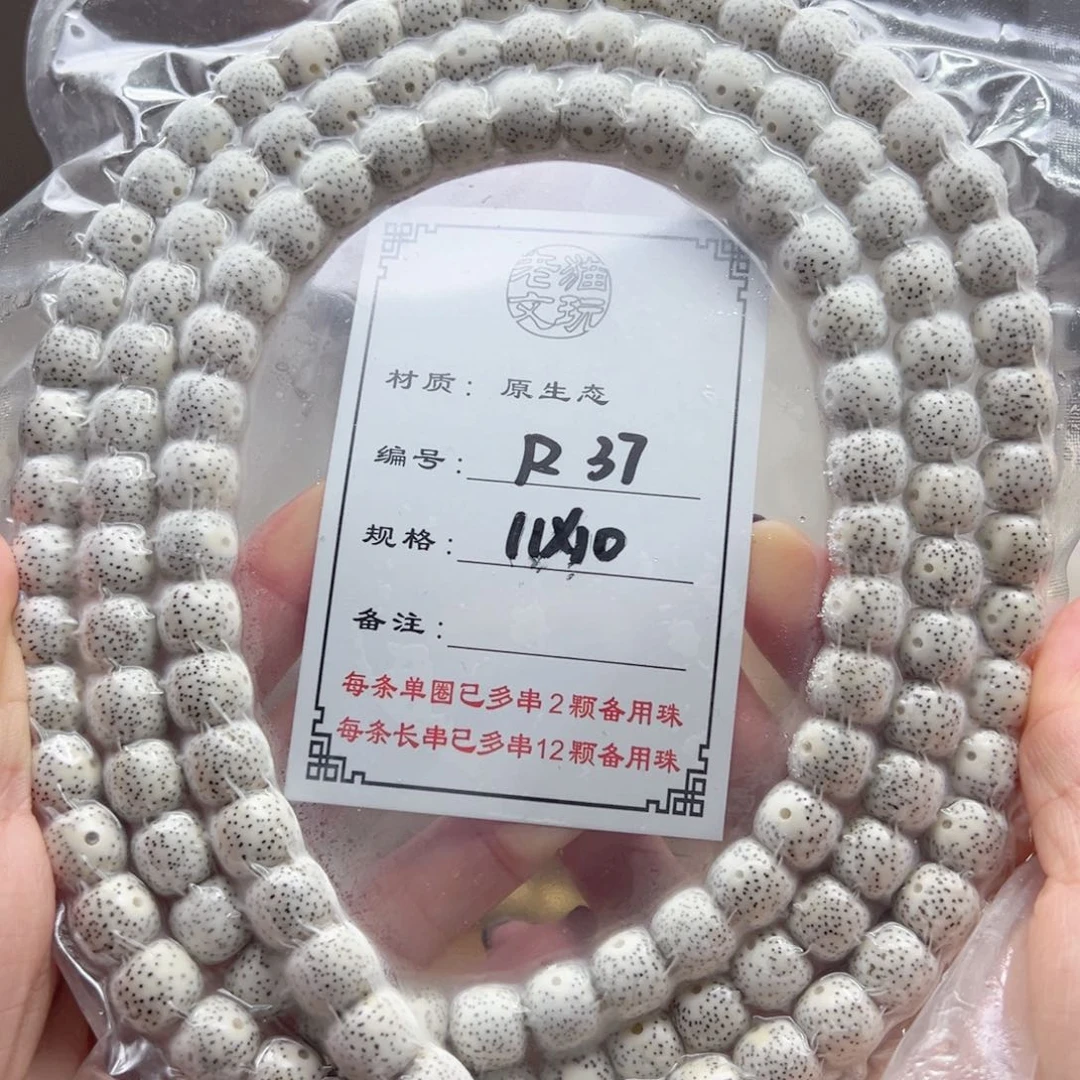 老猫
文玩
材质：原生态
编号：R 37
规格：11X10
备注：
每条单圈已多串2颗备用珠
每条长串已多串12颗备用珠